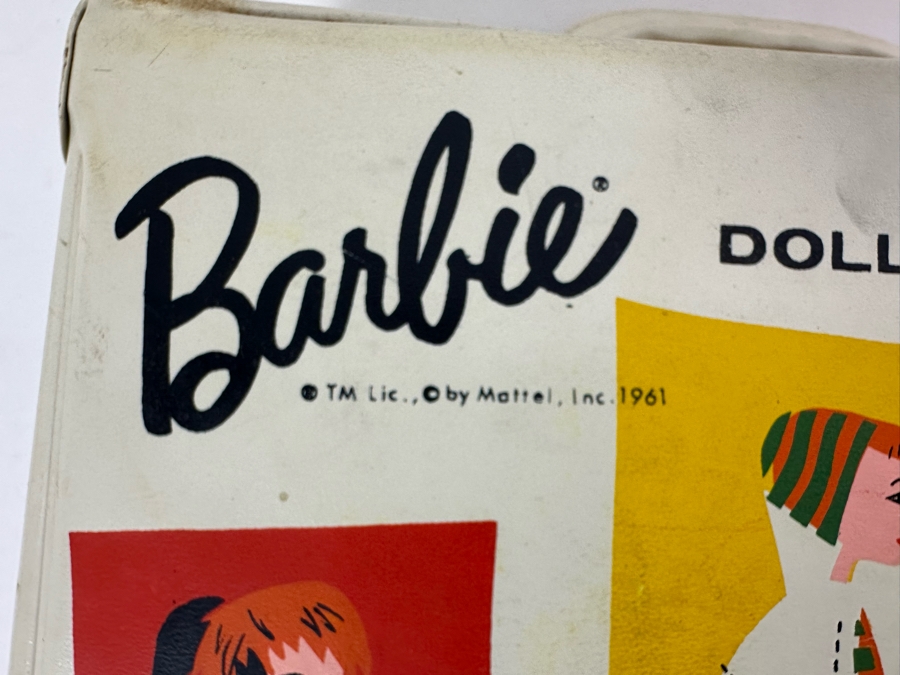 Barbie®
DOLL
® TM Lic., © by Mattel, Inc. 1961